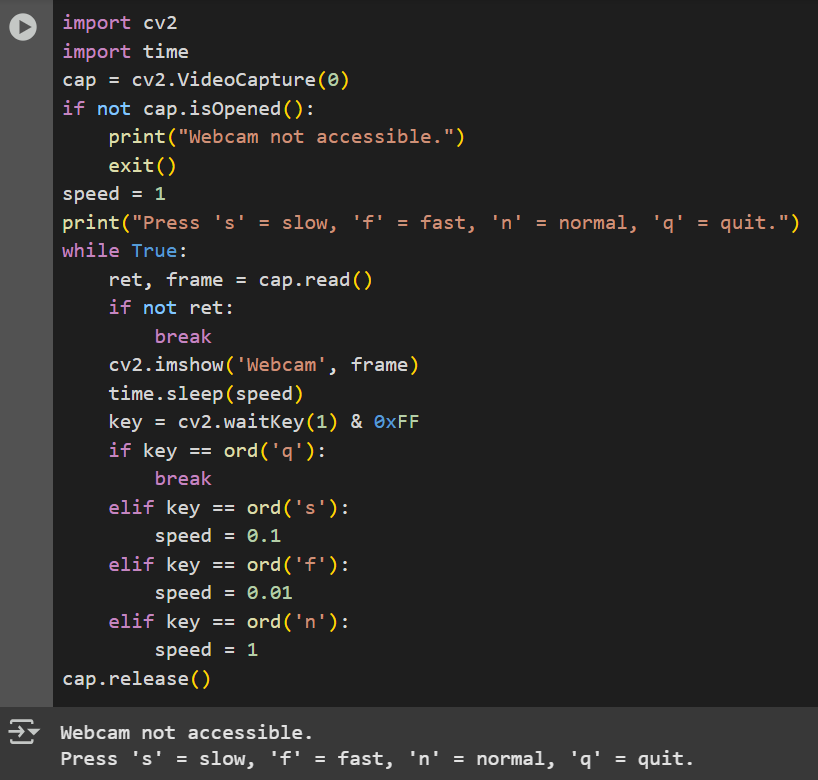 import cv2
import time
cap = cv2.VideoCapture(0)
if not cap.isOpened():
    print("Webcam not accessible.")
    exit()
speed = 1
print("Press 's' = slow, 'f' = fast, 'n' = normal, 'q' = quit.")
while True:
    ret, frame = cap.read()
    if not ret:
        break
    cv2.imshow('Webcam', frame)
    time.sleep(speed)
    key = cv2.waitKey(1) & 0xFF
    if key == ord('q'):
        break
    elif key == ord('s'):
        speed = 0.1
    elif key == ord('f'):
        speed = 0.01
    elif key == ord('n'):
        speed = 1
cap.release()
Webcam not accessible.
Press 's' = slow, 'f' = fast, 'n' = normal, 'q' = quit.